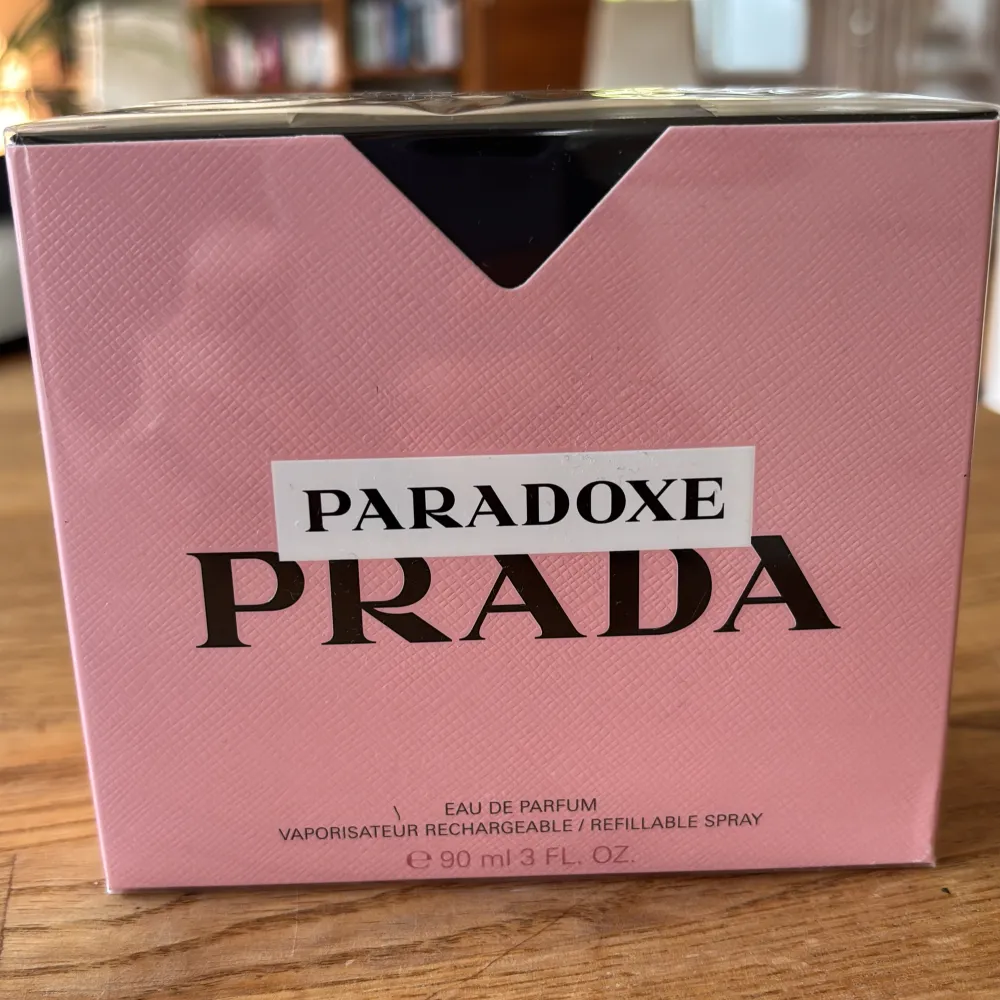 PARADOXE
PRADA
EAU DE PARFUM
VAPORISATEUR RECHARGEABLE / REFILLABLE SPRAY
℮ 90 ml 3 FL. OZ.